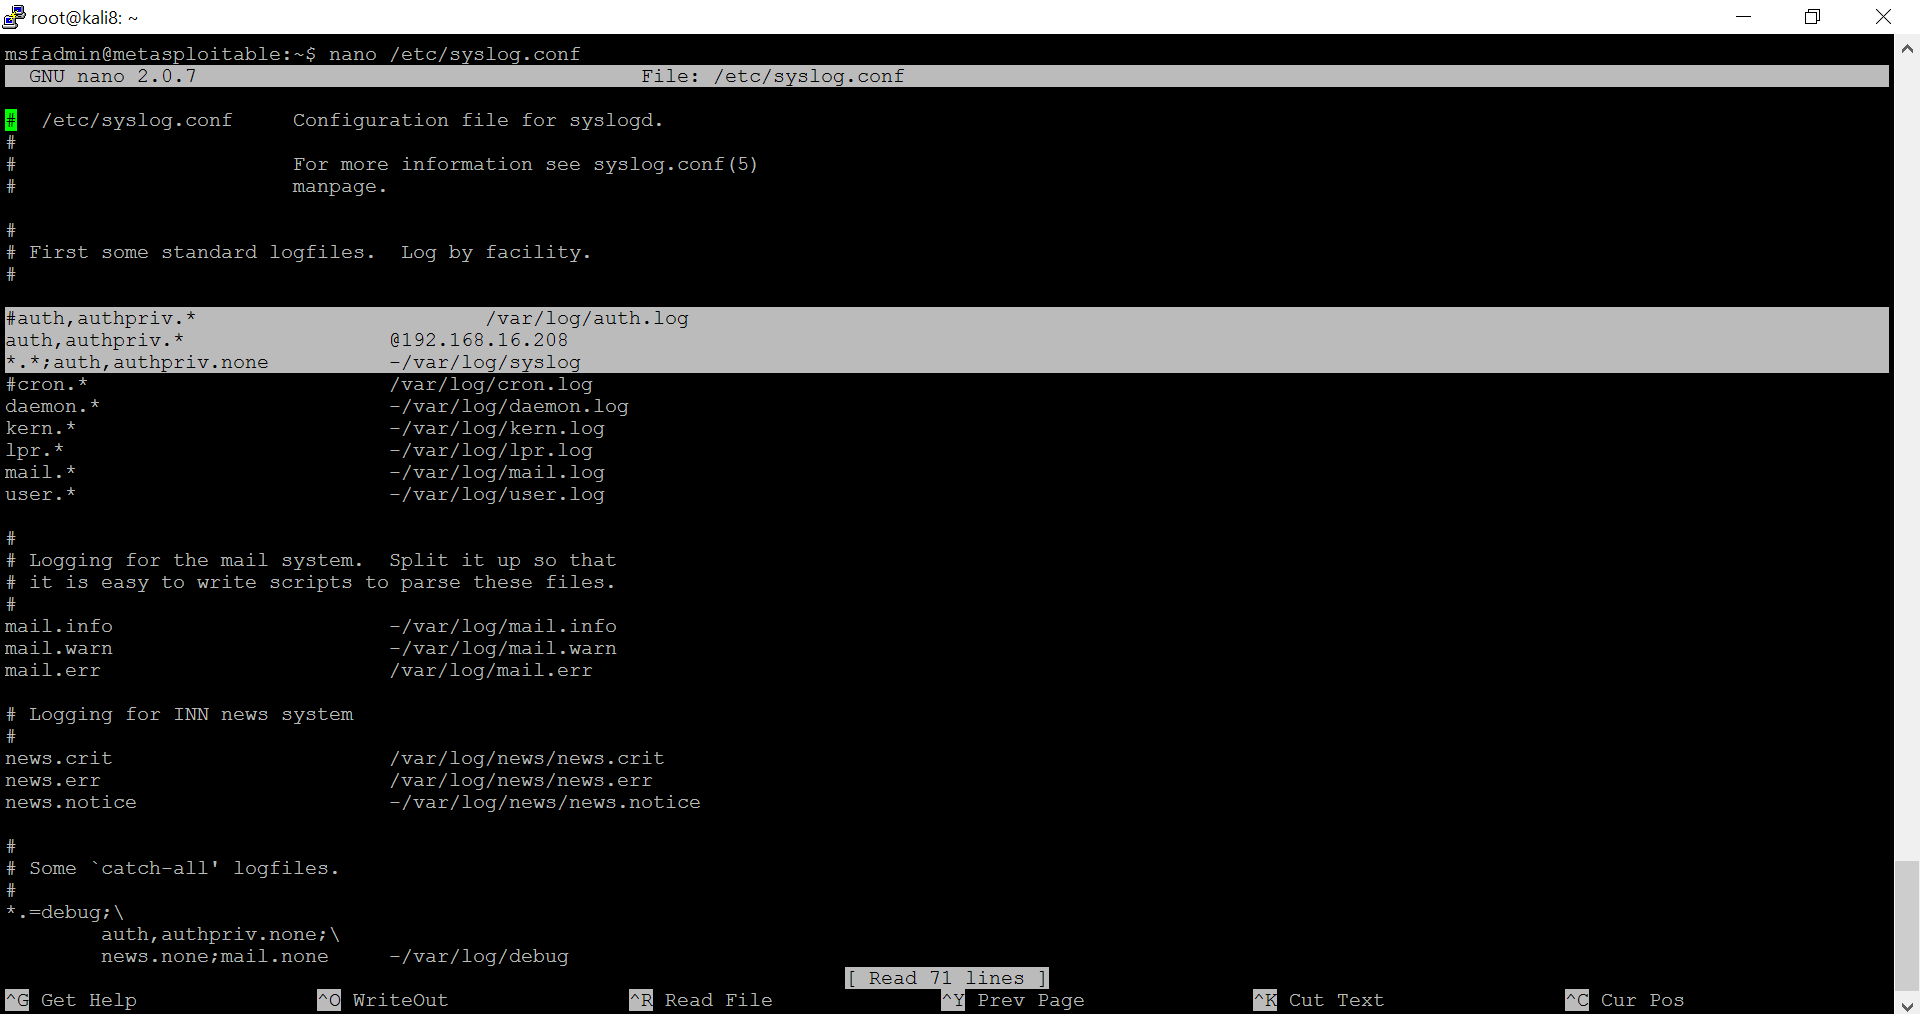 root@kali8: ~
msfadmin@metasploitable:~$ nano /etc/syslog.conf
GNU nano 2.0.7 File: /etc/syslog.conf
# /etc/syslog.conf Configuration file for syslogd.
#
# For more information see syslog.conf(5)
# manpage.
#
# First some standard logfiles.  Log by facility.
#
#auth,authpriv.* /var/log/auth.log
auth,authpriv.* @192.168.16.208
*.*;auth,authpriv.none -/var/log/syslog
#cron.* /var/log/cron.log
daemon.* -/var/log/daemon.log
kern.* -/var/log/kern.log
lpr.* -/var/log/lpr.log
mail.* -/var/log/mail.log
user.* -/var/log/user.log
#
# Logging for the mail system.  Split it up so that
# it is easy to write scripts to parse these files.
#
mail.info -/var/log/mail.info
mail.warn -/var/log/mail.warn
mail.err /var/log/mail.err
# Logging for INN news system
#
news.crit /var/log/news/news.crit
news.err /var/log/news/news.err
news.notice -/var/log/news/news.notice
#
# Some `catch-all' logfiles.
#
*.=debug;\
auth,authpriv.none;\
news.none;mail.none -/var/log/debug
[ Read 71 lines ]
^G Get Help ^O WriteOut ^R Read File ^Y Prev Page ^K Cut Text ^C Cur Pos